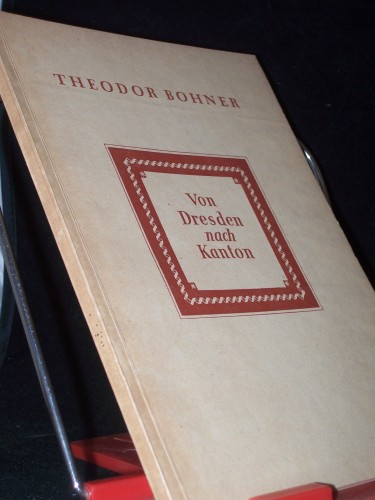 THEODOR BOHNER
Von
Dresden
nach
Kanton